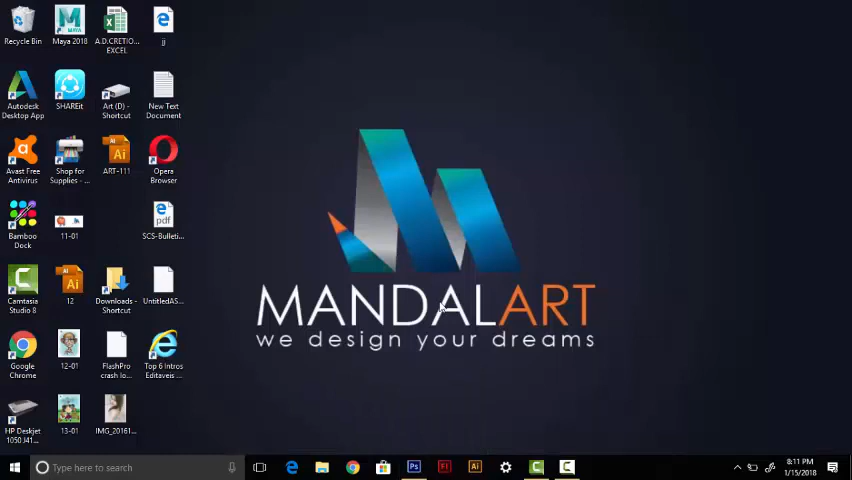 Recycle Bin
Maya 2018
A.D.CRETIO... EXCEL
jj
Autodesk Desktop App
SHAREit
Art (D) - Shortcut
New Text Document
Avast Free Antivirus
Shop for Supplies - ...
ART-111
Opera Browser
Bamboo Dock
11-01
SCS-Bulleti...
Camtasia Studio 8
12
Downloads - Shortcut
UntitledAS...
Google Chrome
12-01
FlashPro crash lo...
Top 6 Intros Editaveis ...
HP Deskjet 1050 J41...
13-01
IMG_20161...
MANDALART
we design your dreams
Type here to search
8:11 PM
1/15/2018